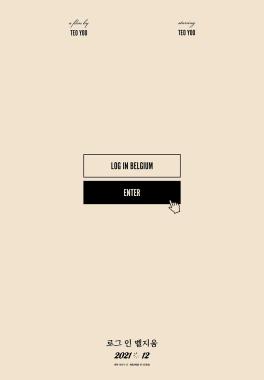 a film by
starring
TEO YOO
TEO YOO
LOG IN BELGIUM
ENTER
로그 인 벨지움
2021 12